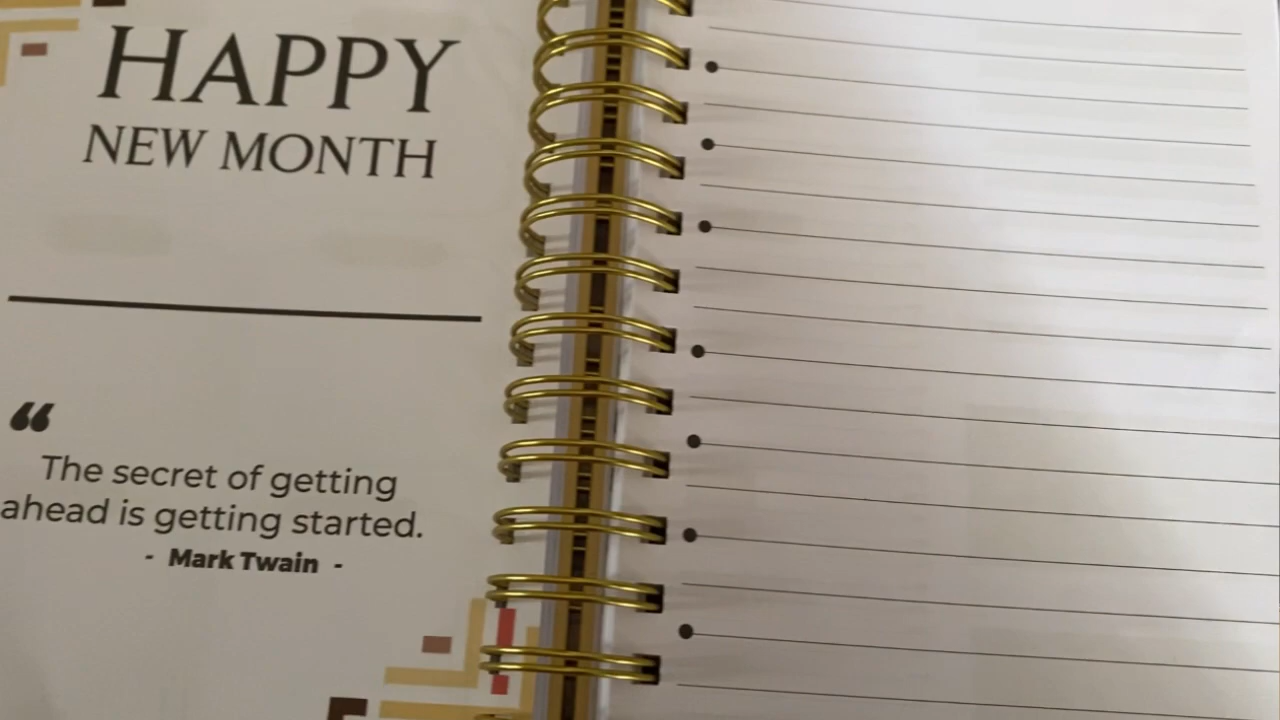 HAPPY
NEW MONTH
“
The secret of getting
ahead is getting started.
- Mark Twain -